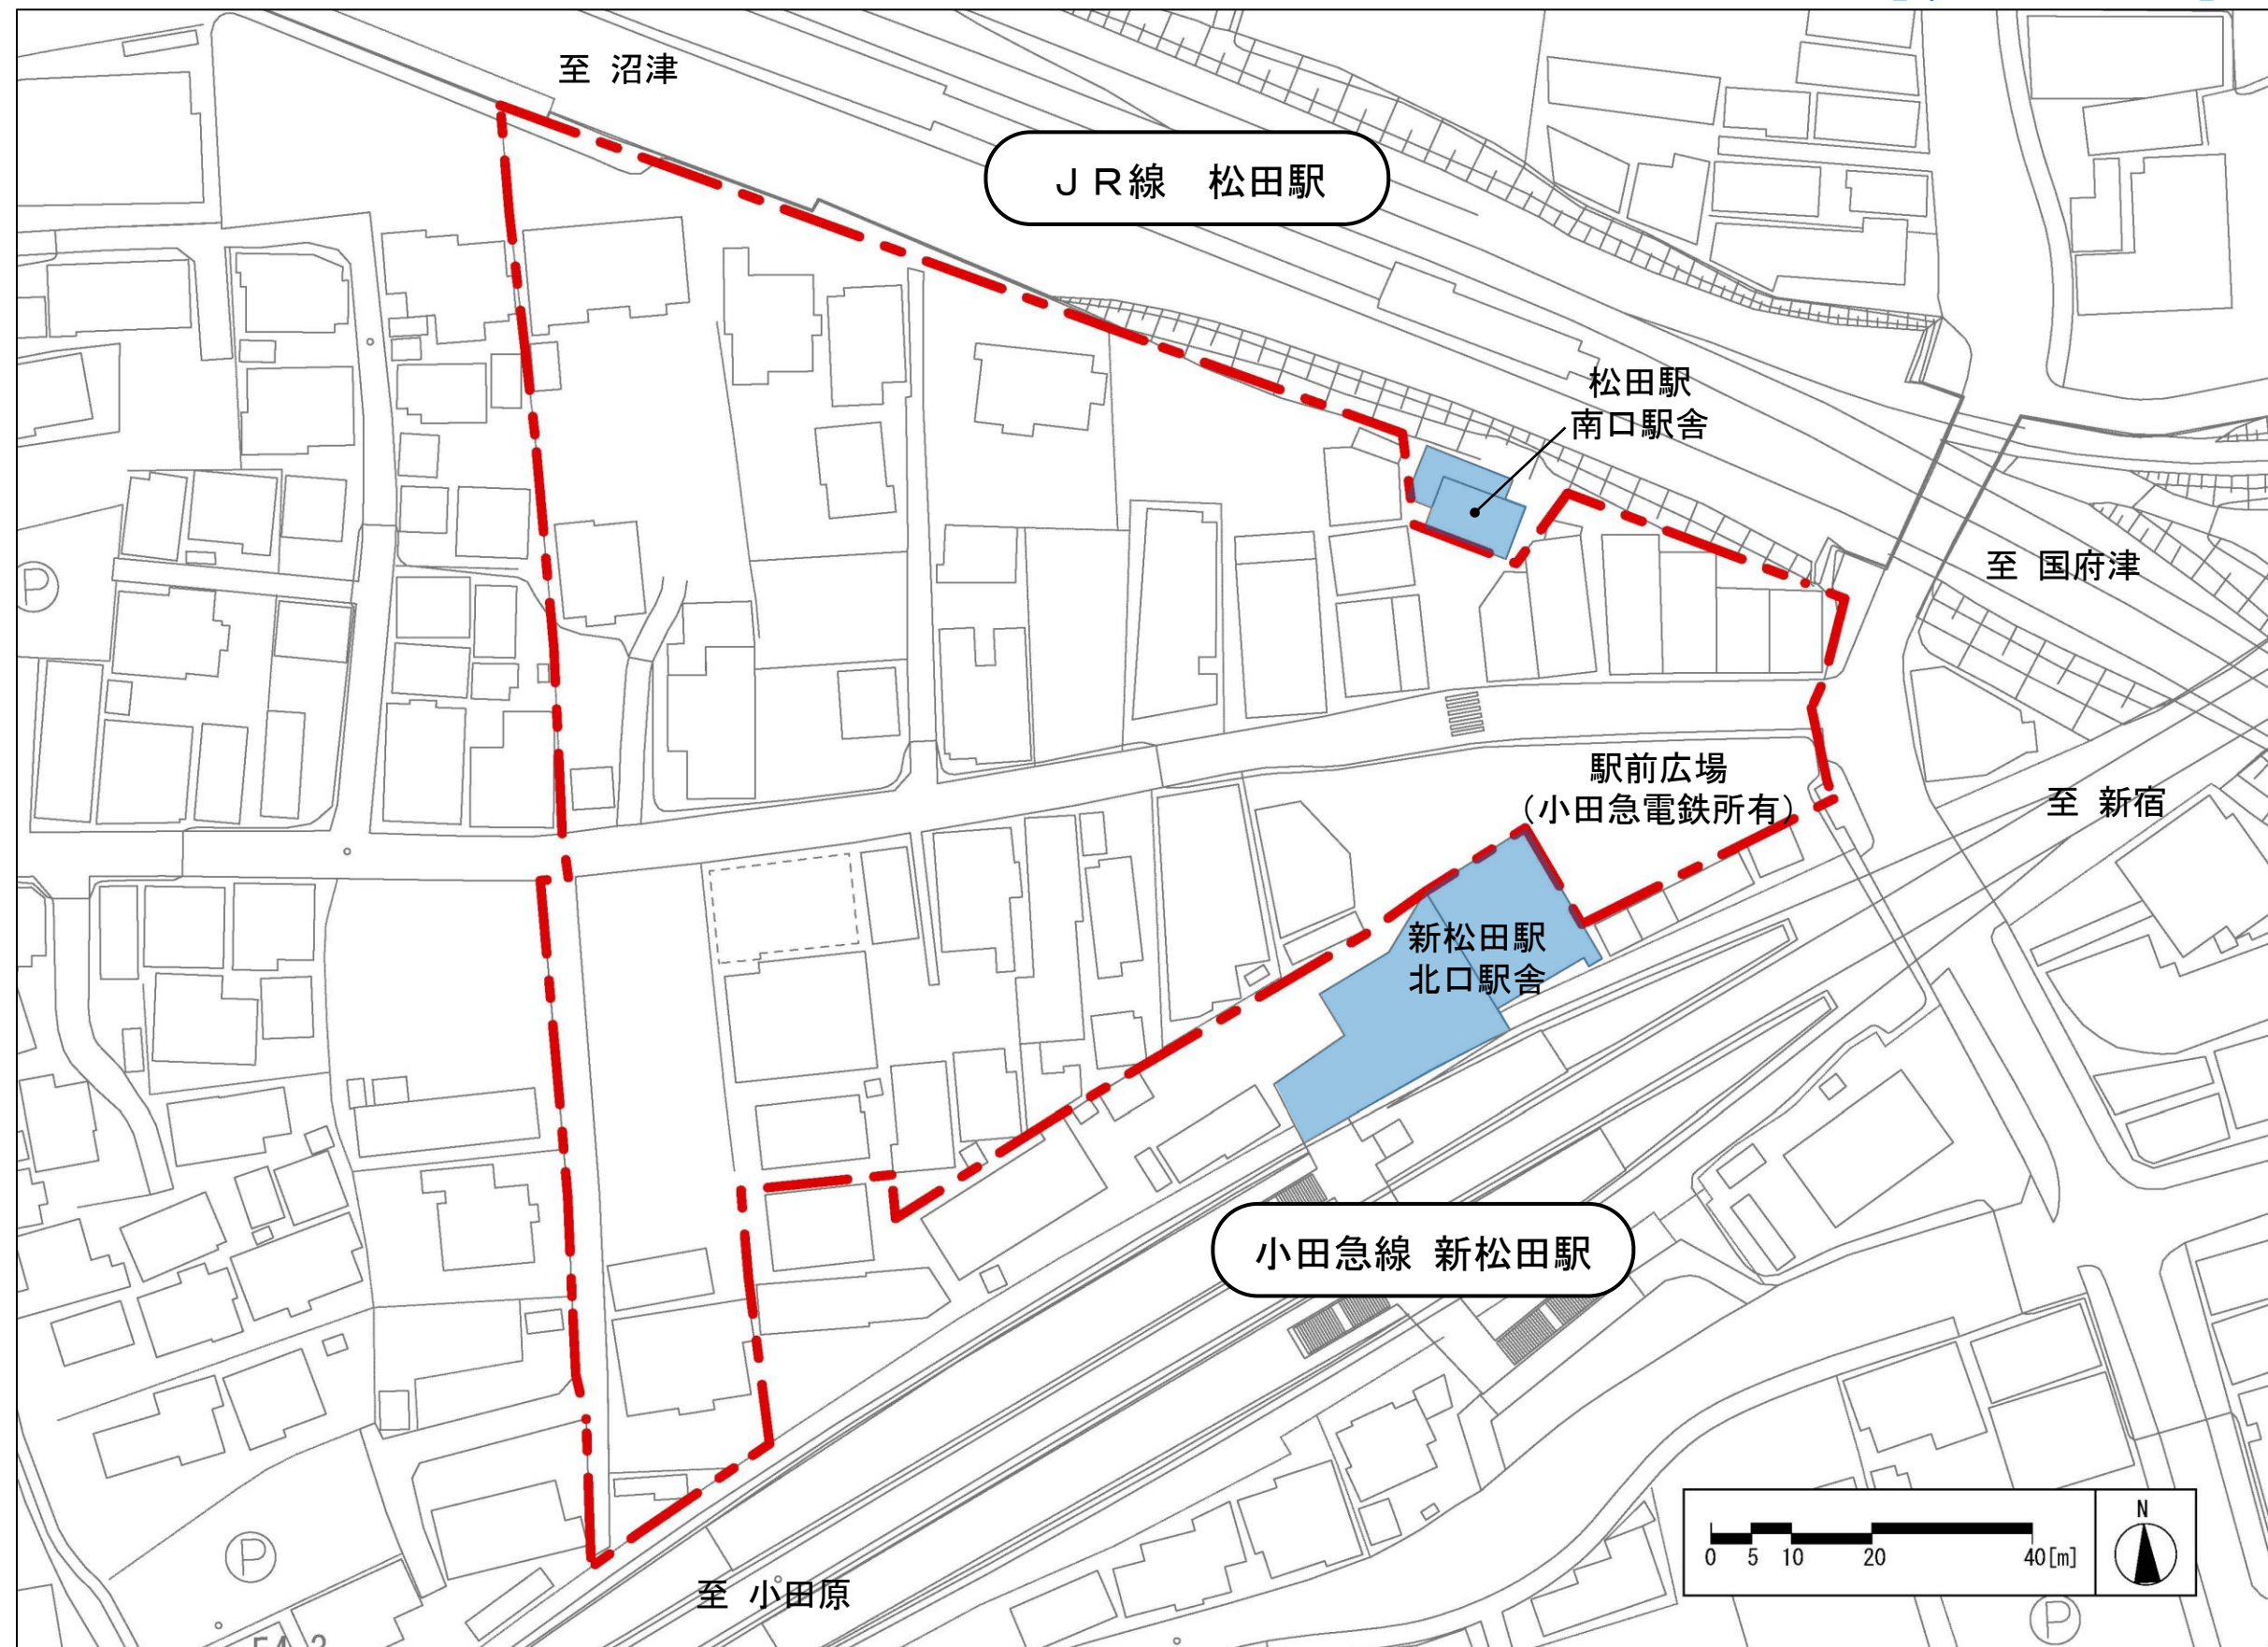 至 沼津
ＪＲ線　松田駅
松田駅
南口駅舎
至 国府津
駅前広場
（小田急電鉄所有）
至 新宿
新松田駅
北口駅舎
小田急線 新松田駅
至 小田原
P
P
P
0 5 10 20 40[m]
N